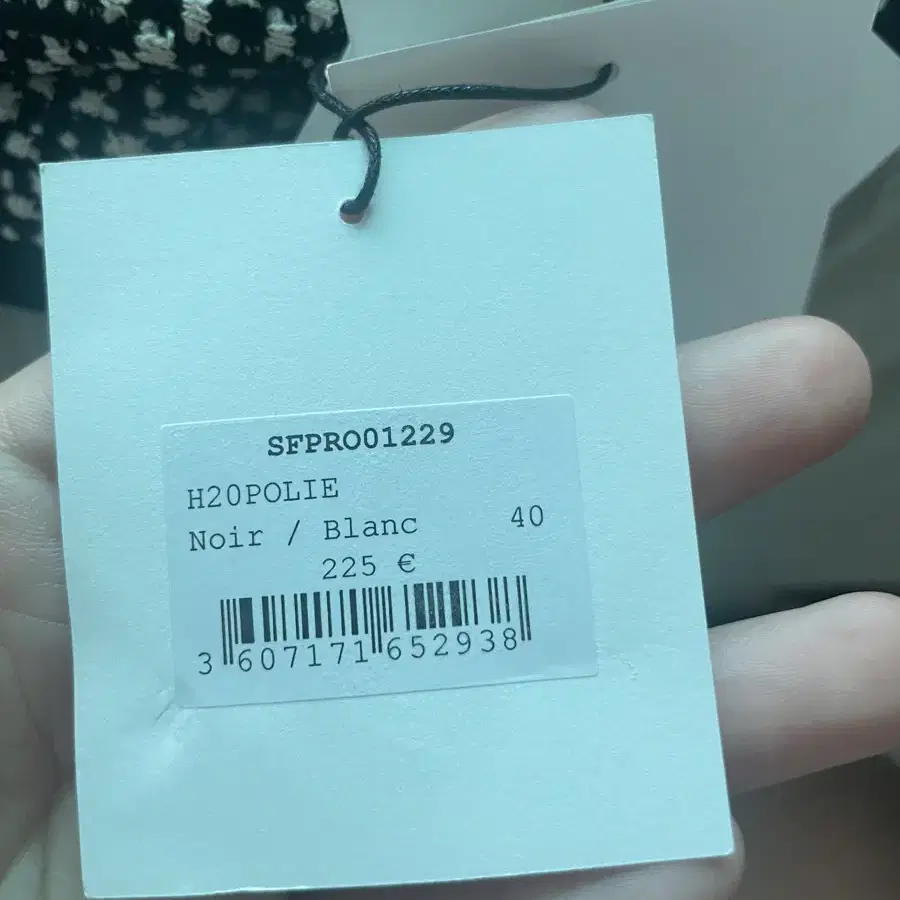 SFPRO01229
H20POLIE
Noir / Blanc 40
225 €
3 607171 652938